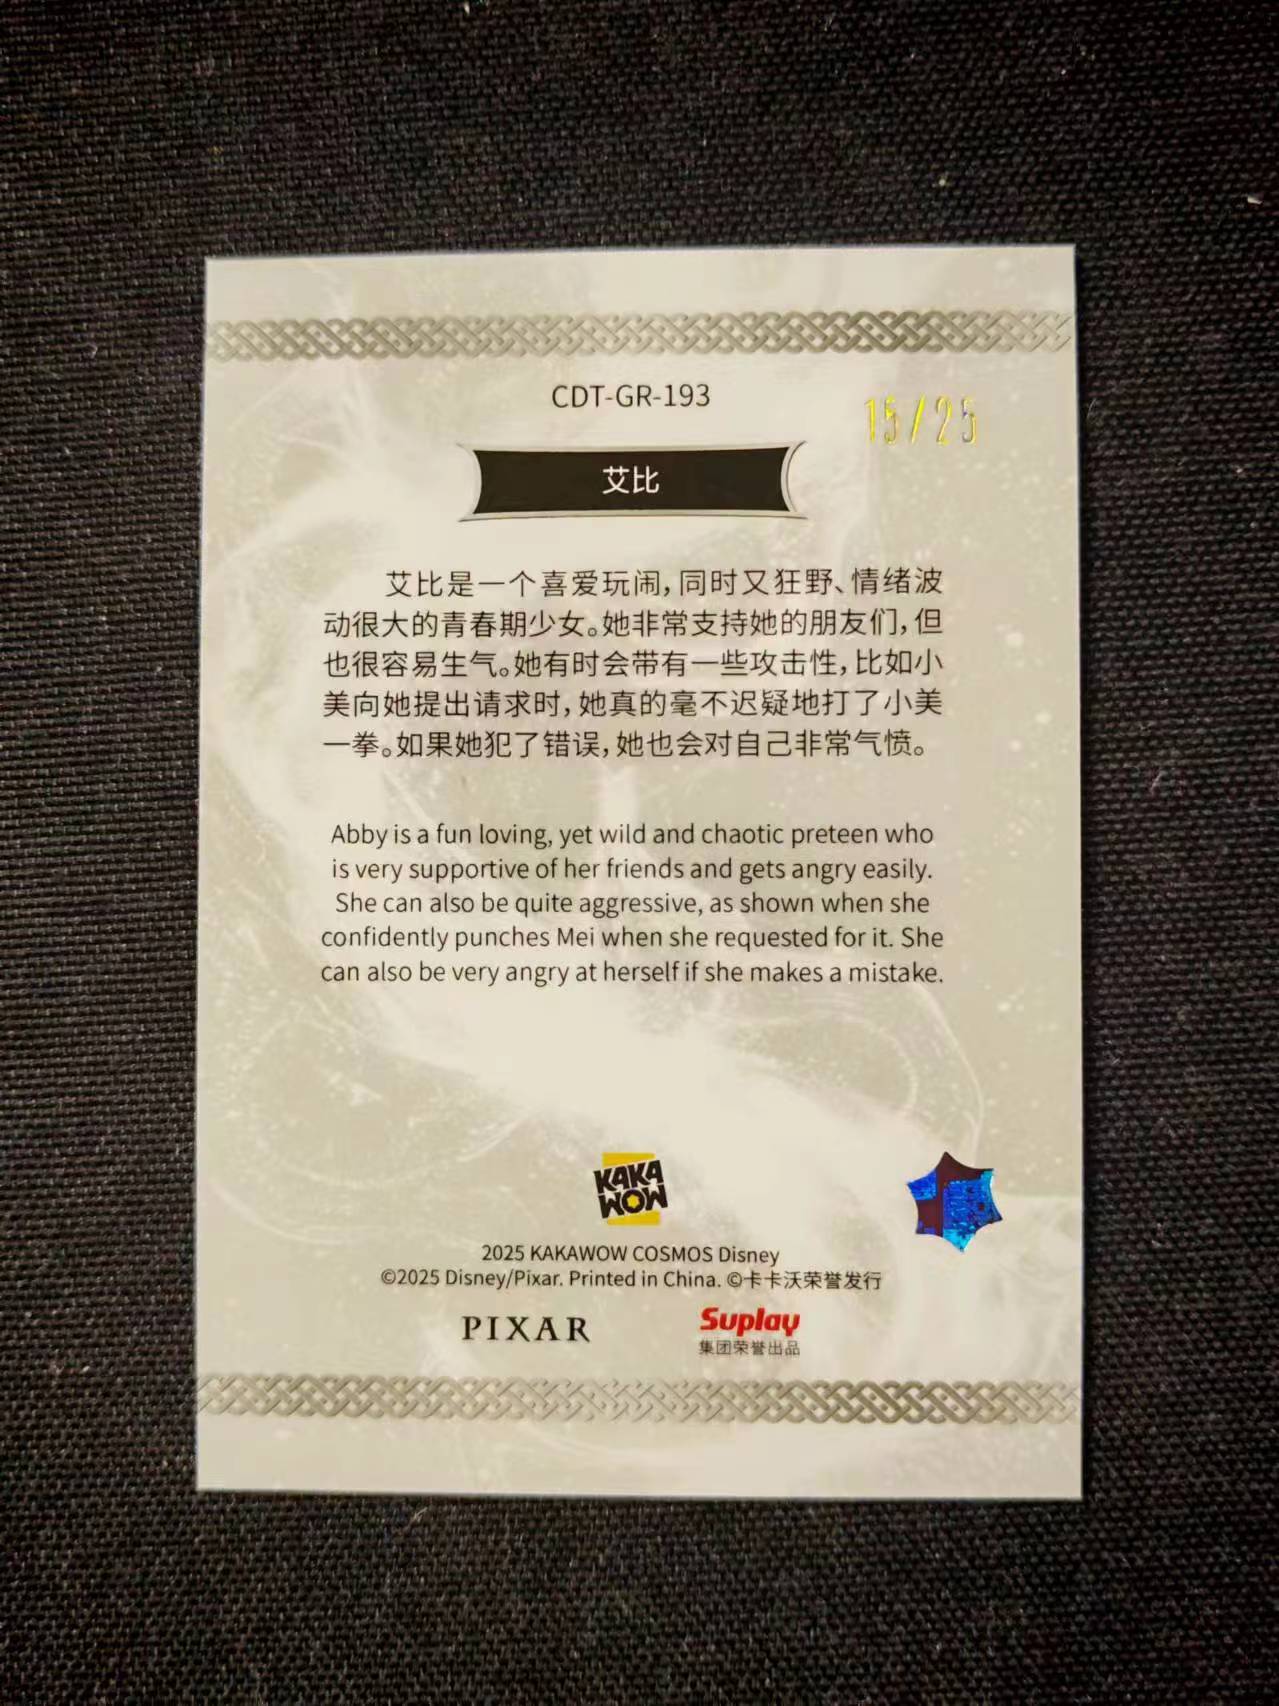 CDT-GR-193
15/25
艾比
艾比是一个喜爱玩闹，同时又狂野、情绪波
动很大的青春期少女。她非常支持她的朋友们，但
也很容易生气。她有时会带有一些攻击性，比如小
美向她提出请求时，她真的毫不迟疑地打了小美
一拳。如果她犯了错误，她也会对自己非常气愤。
Abby is a fun loving, yet wild and chaotic preteen who
is very supportive of her friends and gets angry easily.
She can also be quite aggressive, as shown when she
confidently punches Mei when she requested for it. She
can also be very angry at herself if she makes a mistake.
KAKA
WOW
2025 KAKAWOW COSMOS Disney
©2025 Disney/Pixar. Printed in China. ©卡卡沃荣誉发行
PIXAR
Suplay
集团荣誉出品